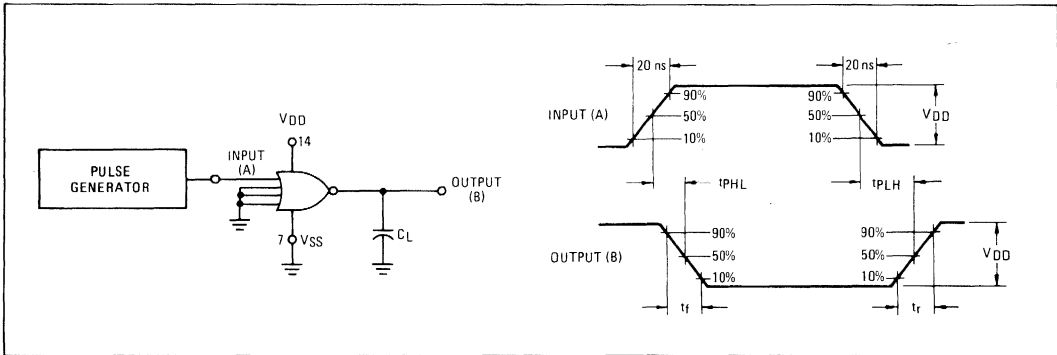 PULSE
GENERATOR
INPUT
(A)
VDD
14
7
VSS
CL
OUTPUT
(B)
20 ns
20 ns
INPUT (A)
90%
50%
10%
90%
50%
10%
VDD
tPHL
tPLH
OUTPUT (B)
90%
50%
10%
90%
50%
10%
VDD
tf
tr